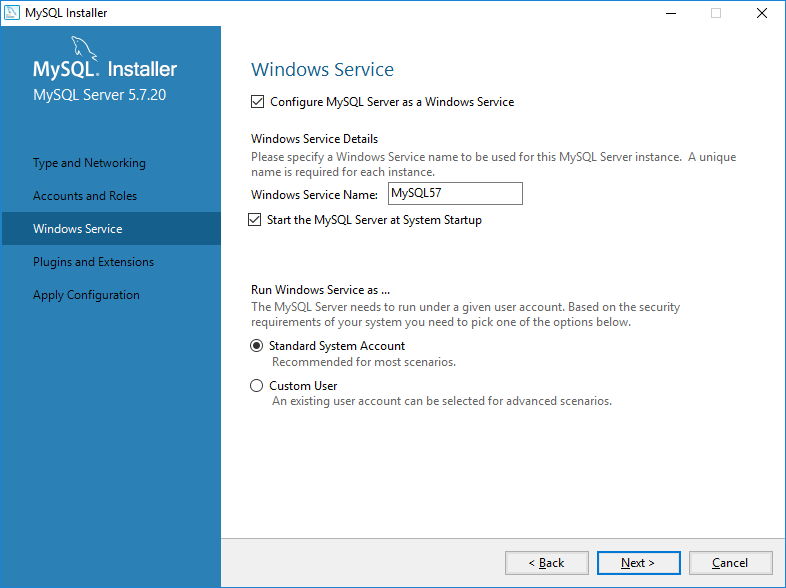 MySQL Installer
MySQL. Installer
MySQL Server 5.7.20
Type and Networking
Accounts and Roles
Windows Service
Plugins and Extensions
Apply Configuration
Windows Service
Configure MySQL Server as a Windows Service
Windows Service Details
Please specify a Windows Service name to be used for this MySQL Server instance. A unique
name is required for each instance.
Windows Service Name: MySQL57
Start the MySQL Server at System Startup
Run Windows Service as ...
The MySQL Server needs to run under a given user account. Based on the security
requirements of your system you need to pick one of the options below.
Standard System Account
Recommended for most scenarios.
Custom User
An existing user account can be selected for advanced scenarios.
< Back Next > Cancel